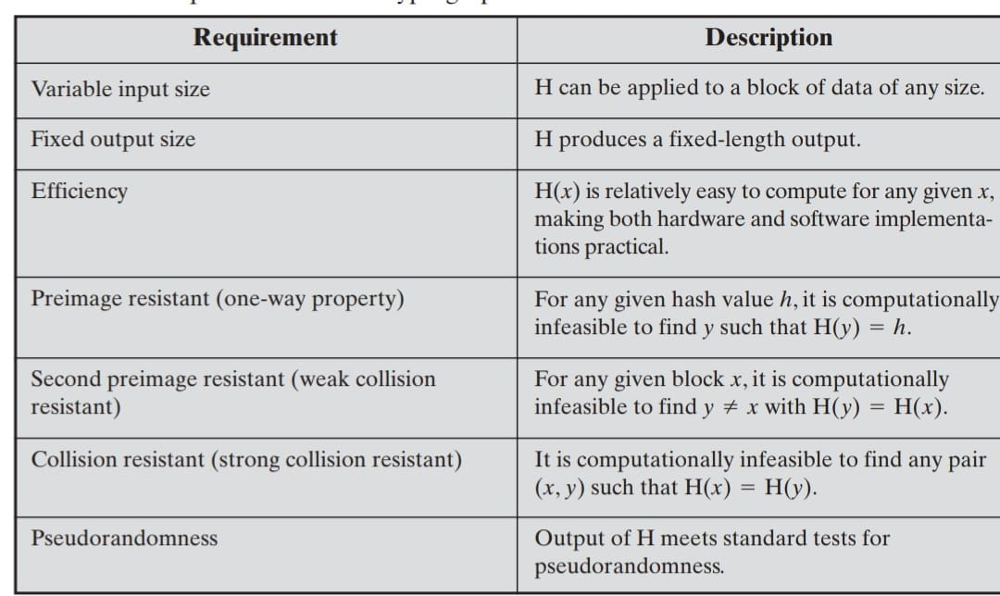 Requirement
Description
Variable input size
H can be applied to a block of data of any size.
Fixed output size
H produces a fixed-length output.
Efficiency
H(x) is relatively easy to compute for any given x,
making both hardware and software implementa-
tions practical.
Preimage resistant (one-way property)
For any given hash value h, it is computationally
infeasible to find y such that H(y) = h.
Second preimage resistant (weak collision
resistant)
For any given block x, it is computationally
infeasible to find y ≠ x with H(y) = H(x).
Collision resistant (strong collision resistant)
It is computationally infeasible to find any pair
(x, y) such that H(x) = H(y).
Pseudorandomness
Output of H meets standard tests for
pseudorandomness.